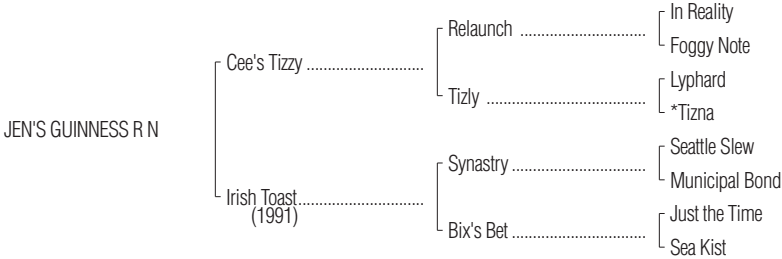 In Reality
Relaunch ..............................
Foggy Note
Cee's Tizzy ............................
Lyphard
Tizly ......................................
*Tizna
JEN'S GUINNESS R N
Seattle Slew
Synastry ................................
Municipal Bond
Irish Toast..............................
(1991)
Just the Time
Bix's Bet ................................
Sea Kist